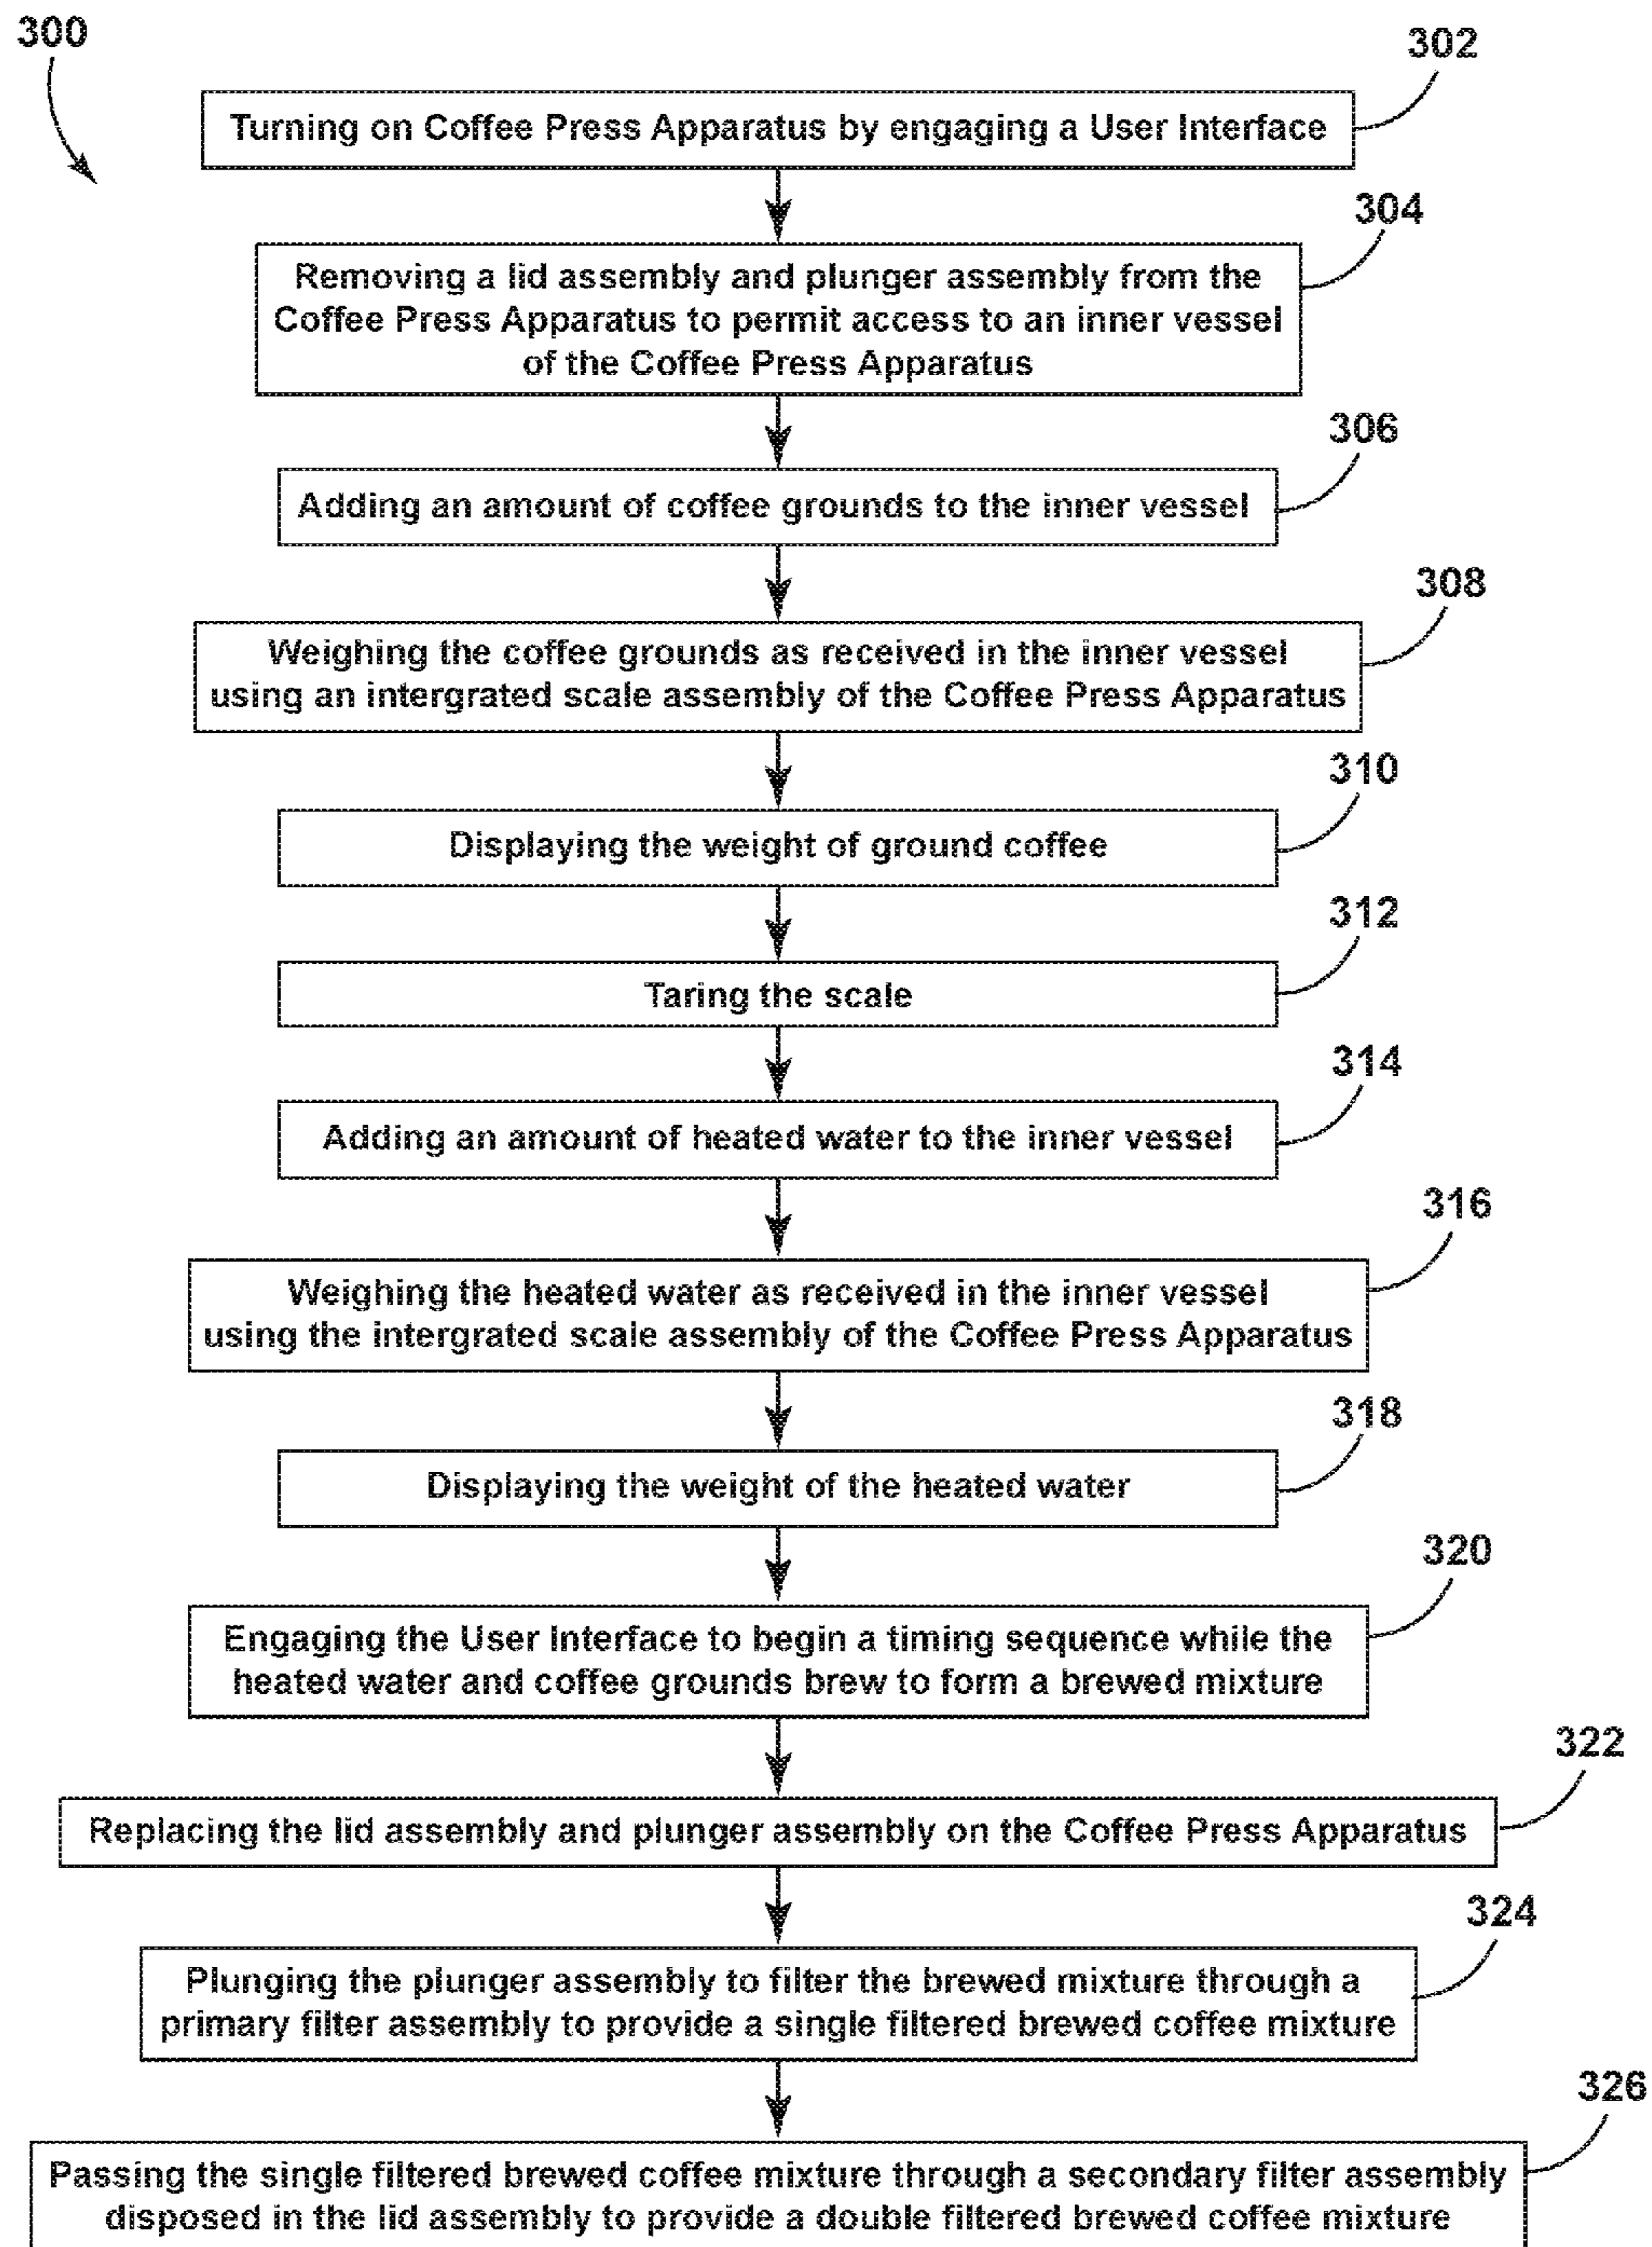 300
302
Turning on Coffee Press Apparatus by engaging a User Interface
304
Removing a lid assembly and plunger assembly from the
Coffee Press Apparatus to permit access to an inner vessel
of the Coffee Press Apparatus
306
Adding an amount of coffee grounds to the inner vessel
308
Weighing the coffee grounds as received in the inner vessel
using an intergrated scale assembly of the Coffee Press Apparatus
310
Displaying the weight of ground coffee
312
Taring the scale
314
Adding an amount of heated water to the inner vessel
316
Weighing the heated water as received in the inner vessel
using the intergrated scale assembly of the Coffee Press Apparatus
318
Displaying the weight of the heated water
320
Engaging the User Interface to begin a timing sequence while the
heated water and coffee grounds brew to form a brewed mixture
322
Replacing the lid assembly and plunger assembly on the Coffee Press Apparatus
324
Plunging the plunger assembly to filter the brewed mixture through a
primary filter assembly to provide a single filtered brewed coffee mixture
326
Passing the single filtered brewed coffee mixture through a secondary filter assembly
disposed in the lid assembly to provide a double filtered brewed coffee mixture